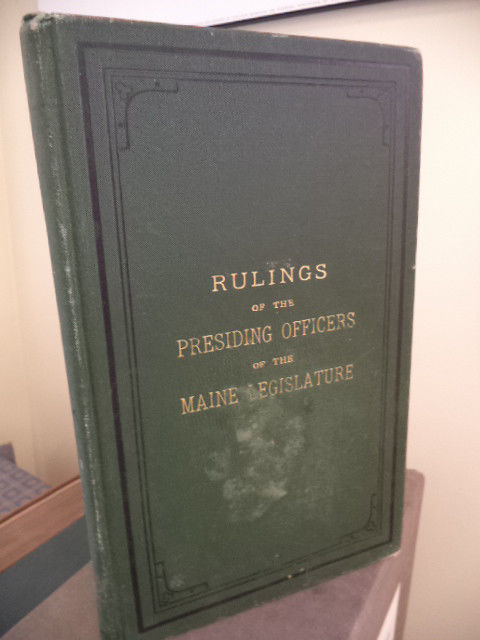 RULINGS
OF THE
PRESIDING OFFICERS
OF THE
MAINE LEGISLATURE